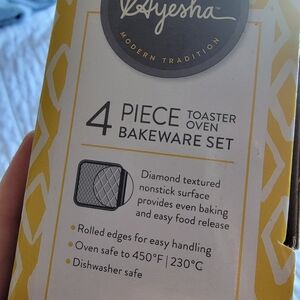 Ayesha
MODERN TRADITION
4 PIECE TOASTER OVEN
BAKEWARE SET
Diamond textured
nonstick surface
provides even baking
and easy food release
• Rolled edges for easy handling
• Oven safe to 450°F | 230°C
• Dishwasher safe